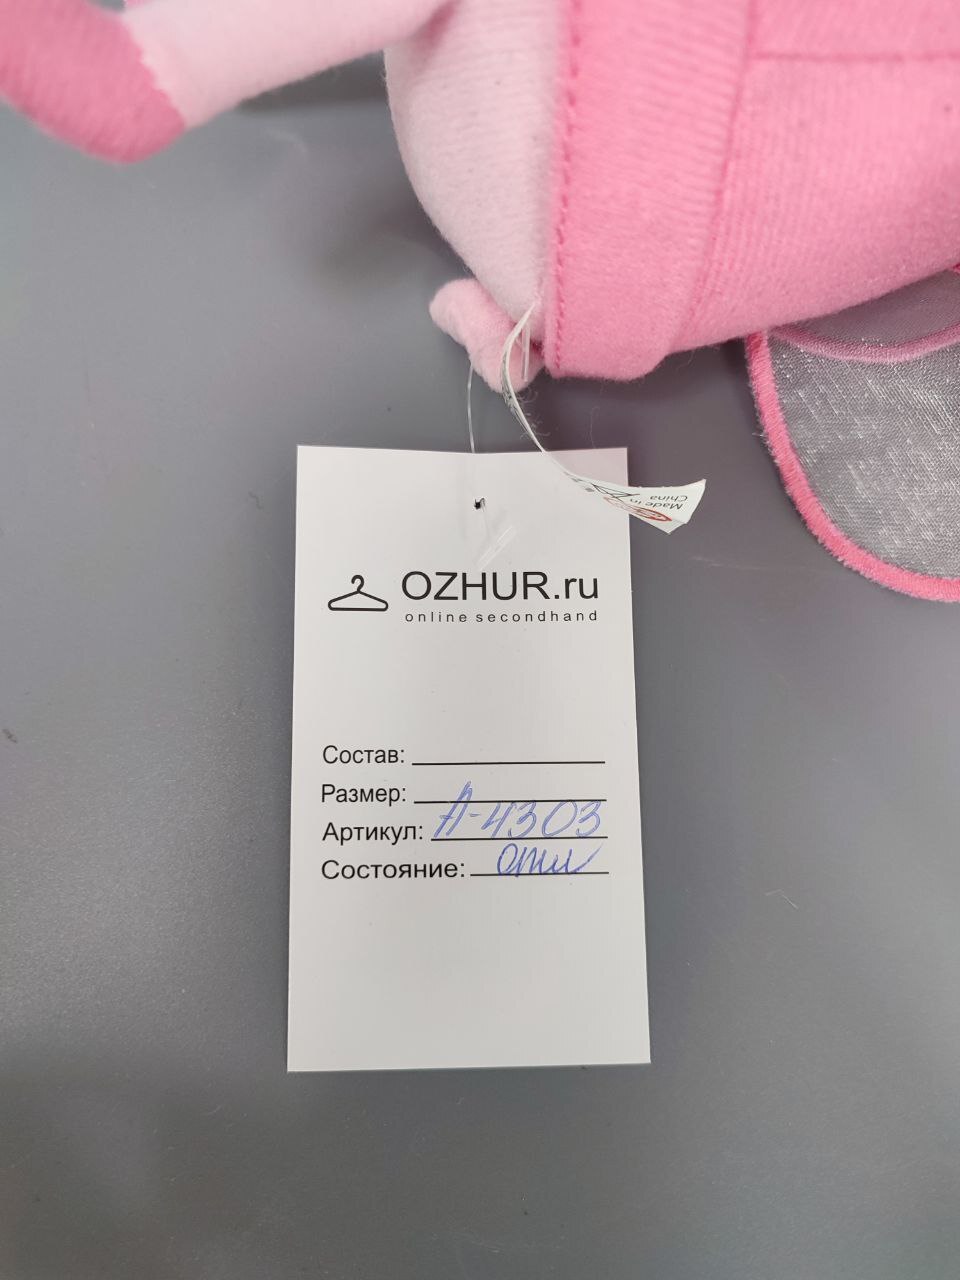 Made in
China
OZHUR.ru
online secondhand
Состав:
Размер:
Артикул: А-4303
Состояние: отл